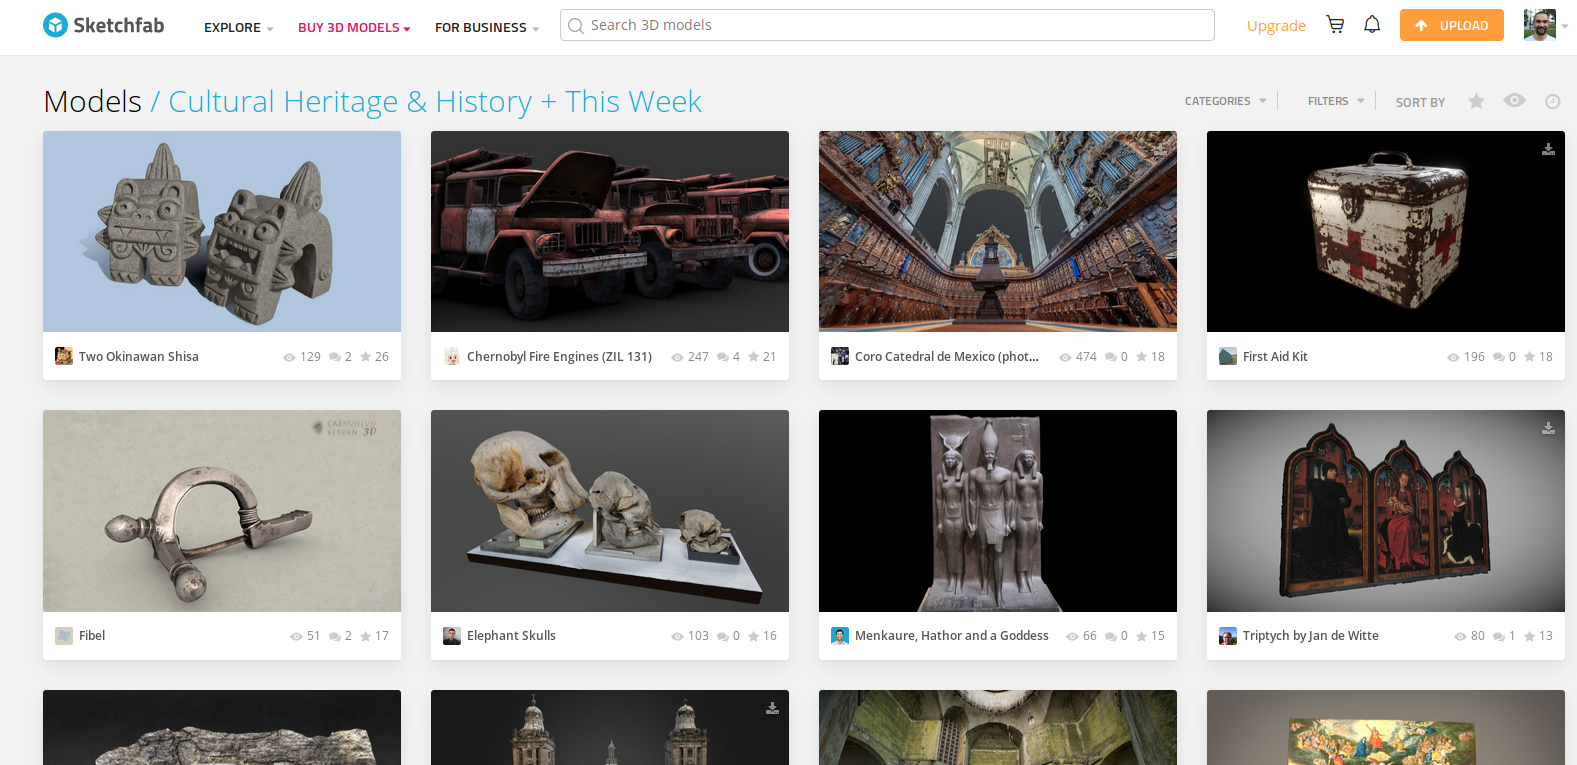 Sketchfab EXPLORE BUY 3D MODELS FOR BUSINESS Search 3D models Upgrade UPLOAD
Models / Cultural Heritage & History + This Week CATEGORIES FILTERS SORT BY
Two Okinawan Shisa 129 2 26
Chernobyl Fire Engines (ZIL 131) 247 4 21
Coro Catedral de Mexico (phot... 474 0 18
First Aid Kit 196 0 18
CARNUNTUM
REBORN 3D
Fibel 51 2 17
Elephant Skulls 103 0 16
Menkaure, Hathor and a Goddess 66 0 15
Triptych by Jan de Witte 80 1 13